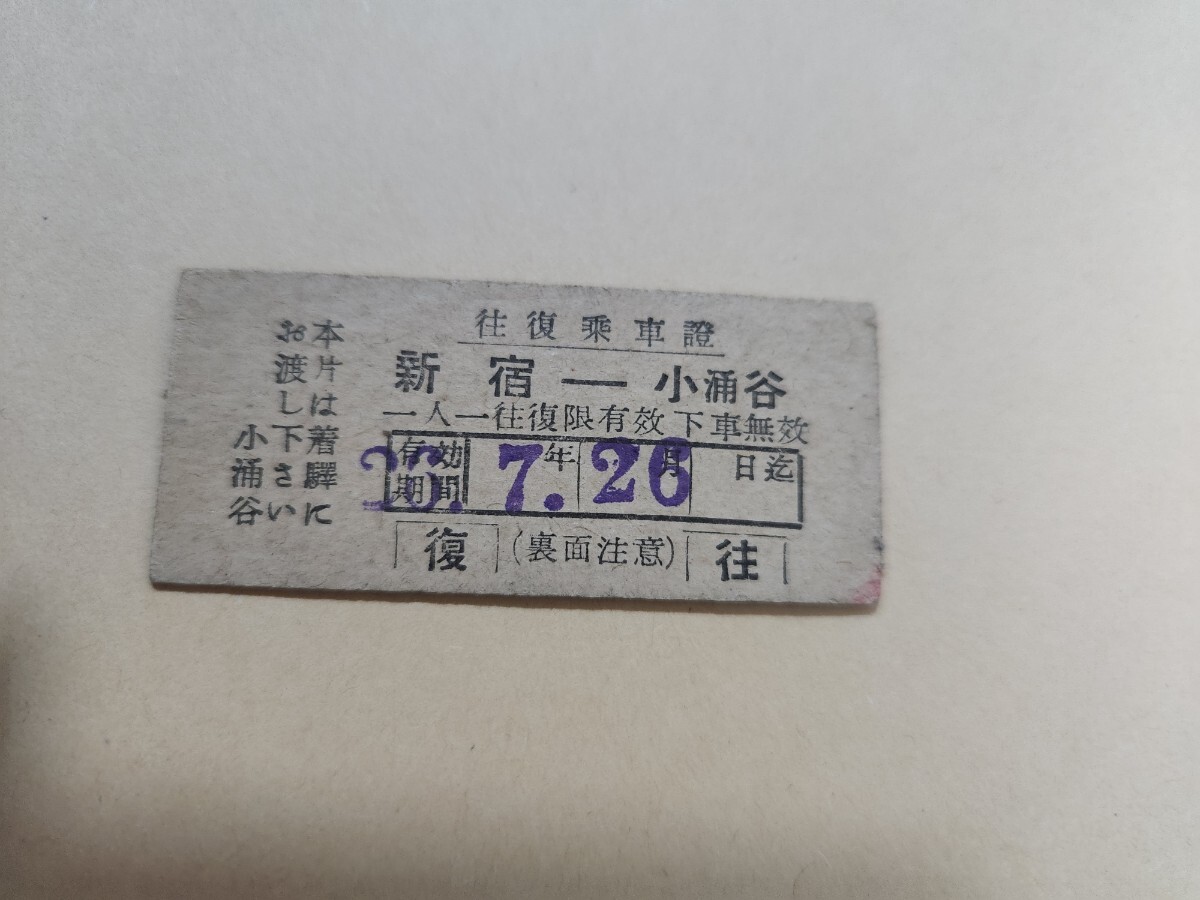 往復乗車證
新宿―小涌谷
一人一往復限有效 下車無效
有効期間 年 月 日迄
26. 7. 26
復 (裏面注意) 往
本片は着驛に
お渡し下さい
小涌谷